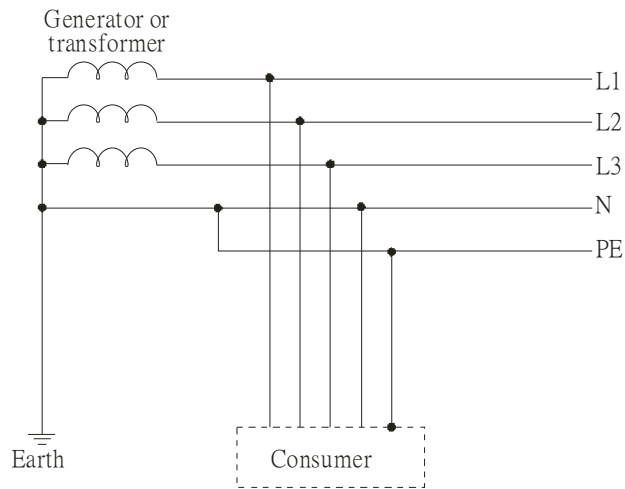 Generator or
transformer
L1
L2
L3
N
PE
Earth
Consumer